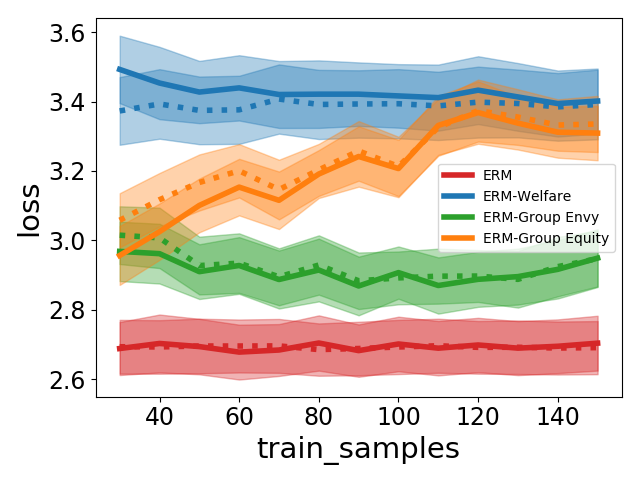 3.6
3.4
3.2
3.0
2.8
2.6
loss
ERM
ERM-Welfare
ERM-Group Envy
ERM-Group Equity
40 60 80 100 120 140
train_samples